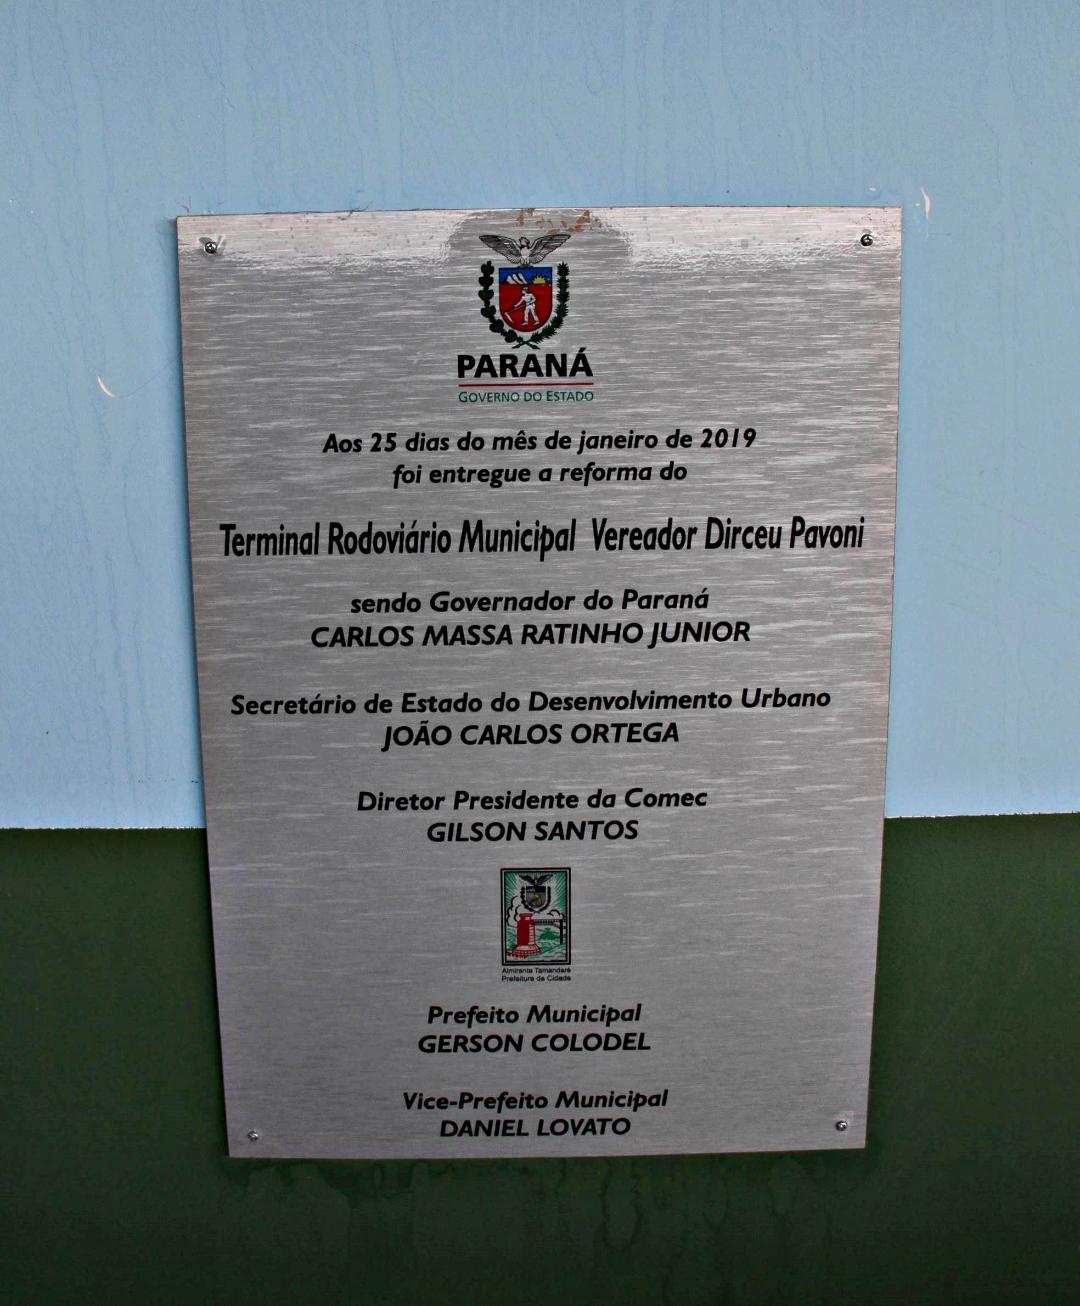 PARANÁ
GOVERNO DO ESTADO
Aos 25 dias do mês de janeiro de 2019
foi entregue a reforma do
Terminal Rodoviário Municipal Vereador Dirceu Pavoni
sendo Governador do Paraná
CARLOS MASSA RATINHO JUNIOR
Secretário de Estado do Desenvolvimento Urbano
JOÃO CARLOS ORTEGA
Diretor Presidente da Comec
GILSON SANTOS
Almirante Tamandaré
Prefeitura da Cidade
Prefeito Municipal
GERSON COLODEL
Vice-Prefeito Municipal
DANIEL LOVATO